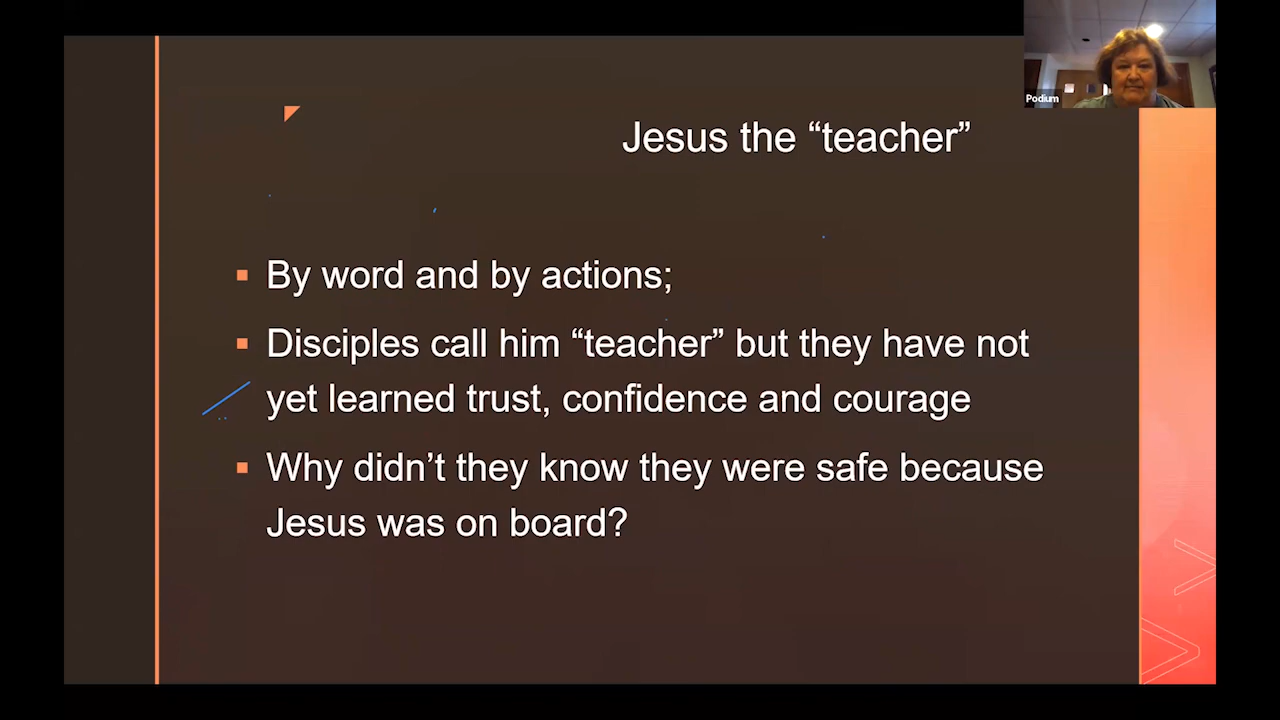 Podium
Jesus the “teacher”
By word and by actions;
Disciples call him “teacher” but they have not
yet learned trust, confidence and courage
Why didn’t they know they were safe because
Jesus was on board?